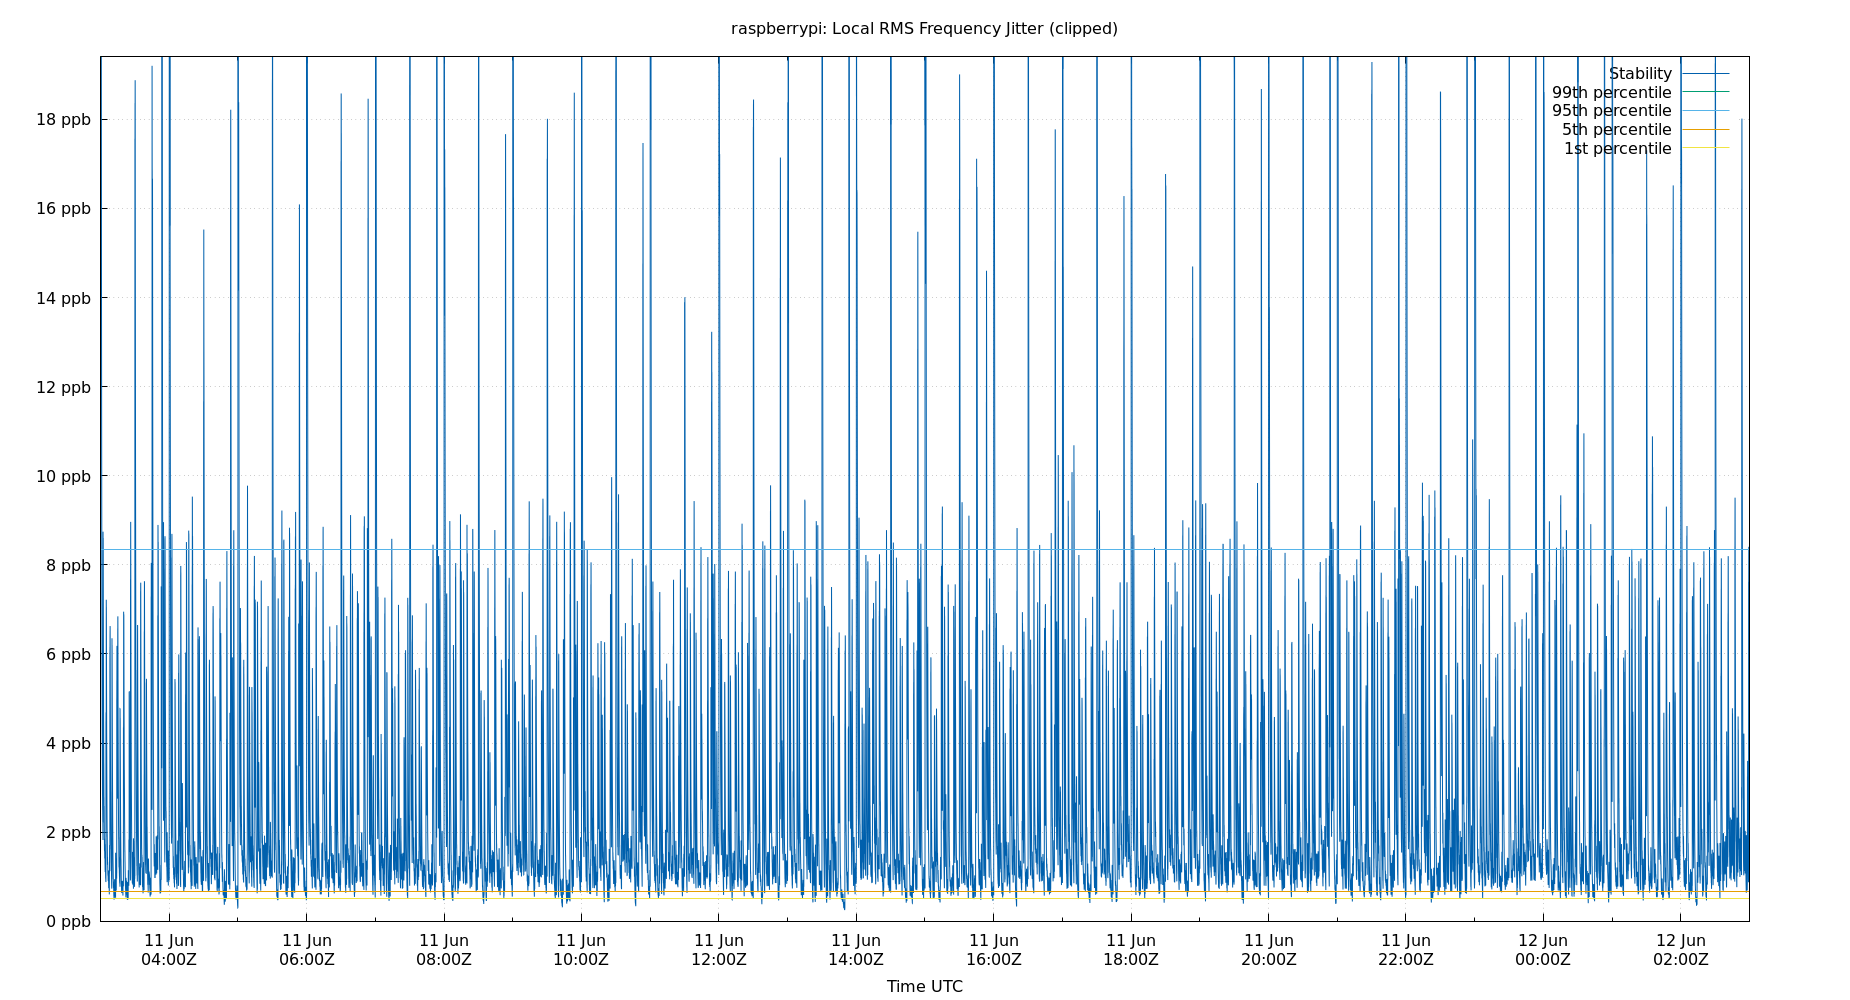 raspberrypi: Local RMS Frequency Jitter (clipped)
Stability
99th percentile
95th percentile
5th percentile
1st percentile
18 ppb
16 ppb
14 ppb
12 ppb
10 ppb
8 ppb
6 ppb
4 ppb
2 ppb
0 ppb
11 Jun 11 Jun 11 Jun 11 Jun 11 Jun 11 Jun 11 Jun 11 Jun 11 Jun 11 Jun 12 Jun 12 Jun
04:00Z 06:00Z 08:00Z 10:00Z 12:00Z 14:00Z 16:00Z 18:00Z 20:00Z 22:00Z 00:00Z 02:00Z
Time UTC